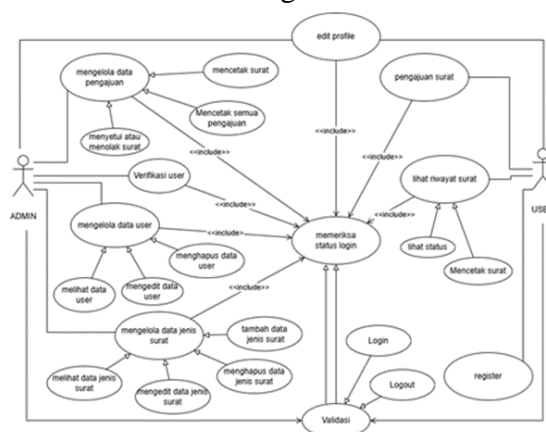 edit profile
mengelola data
pengajuan
mencetak surat
pengajuan surat
Mencetak semua
pengajuan
menyetui atau
menolak surat
<<include>>
<<include>>
<<include>>
ADMIN
Verifikasi user
lihat riwayat surat
USE
<<include>>
<<include>>
mengelola data user
<<include>
memeriksa
status login
menghapus data
user
lihat status
Mencetak surat
melihat data
user
mengedit data
user
<<include>>
mengelola data jenis
surat
tambah data
jenis surat
Login
melihat data jenis
surat
menghapus data
jenis surat
register
mengedit data
jenis surat
Logout
Validasi